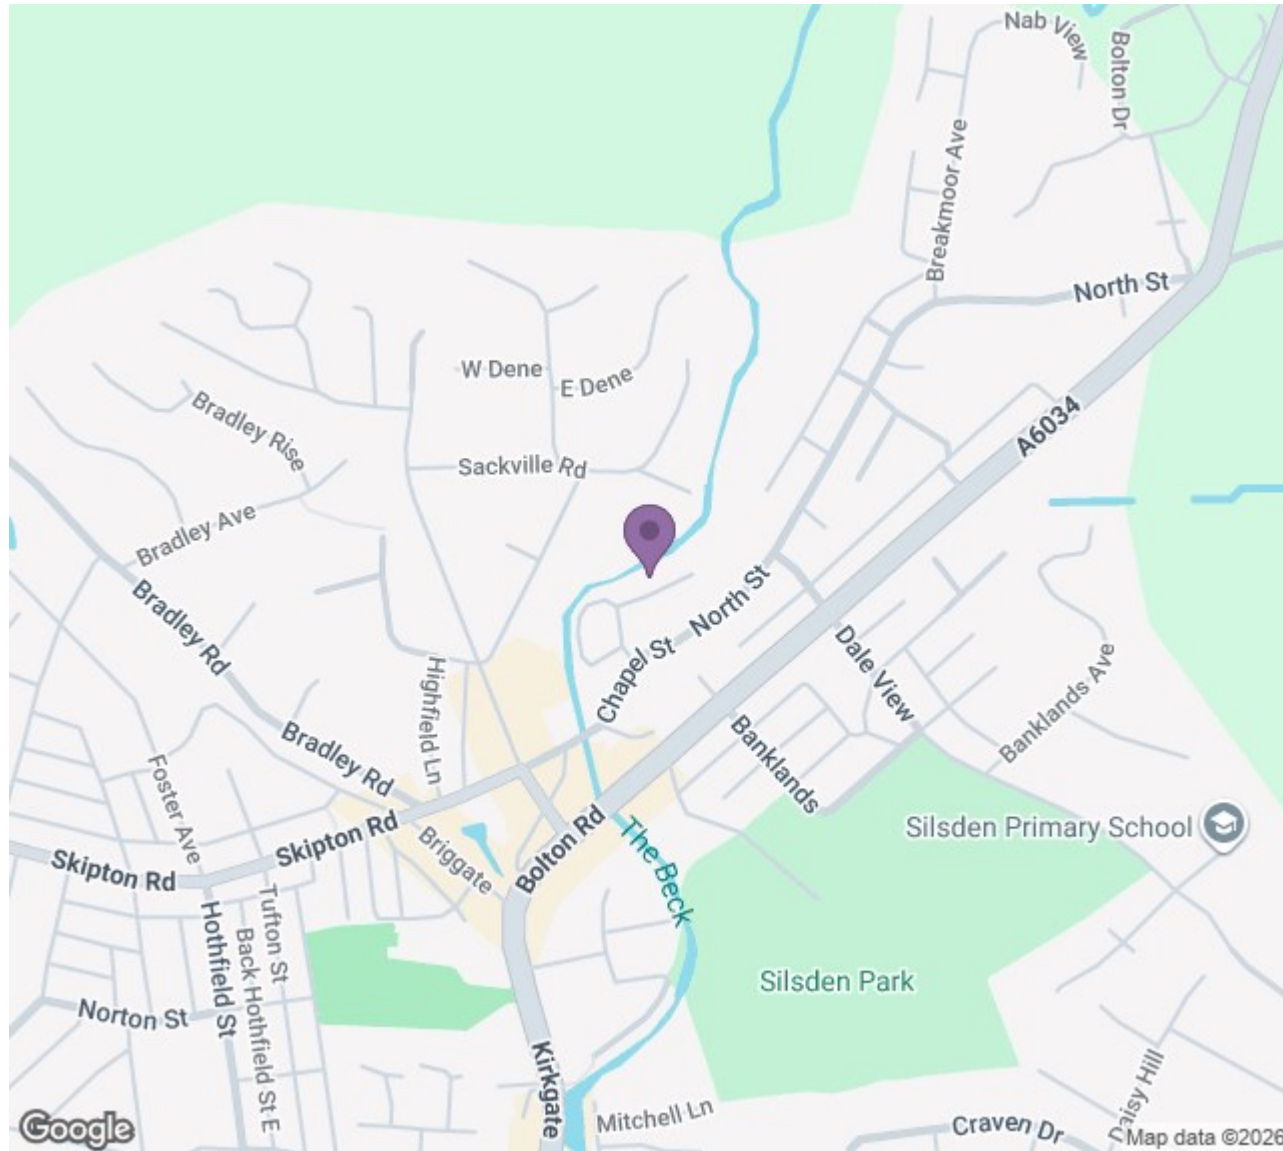 Nab View
Bolton Dr
Breakmoor Ave
North St
W Dene
E Dene
A6034
Bradley Rise
Sackville Rd
Bradley Ave
Bradley Rd
North St
Chapel St
Dale View
Highfield Ln
Banklands Ave
Bradley Rd
Banklands
Foster Ave
Skipton Rd
Briggate
Bolton Rd
The Beck
Silsden Primary School
Skipton Rd
Tufton St
Hothfield St
Back Hothfield St E
Silsden Park
Norton St
Kirkgate
Mitchell Ln
Craven Dr
Daisy Hill
Google
Map data ©2026